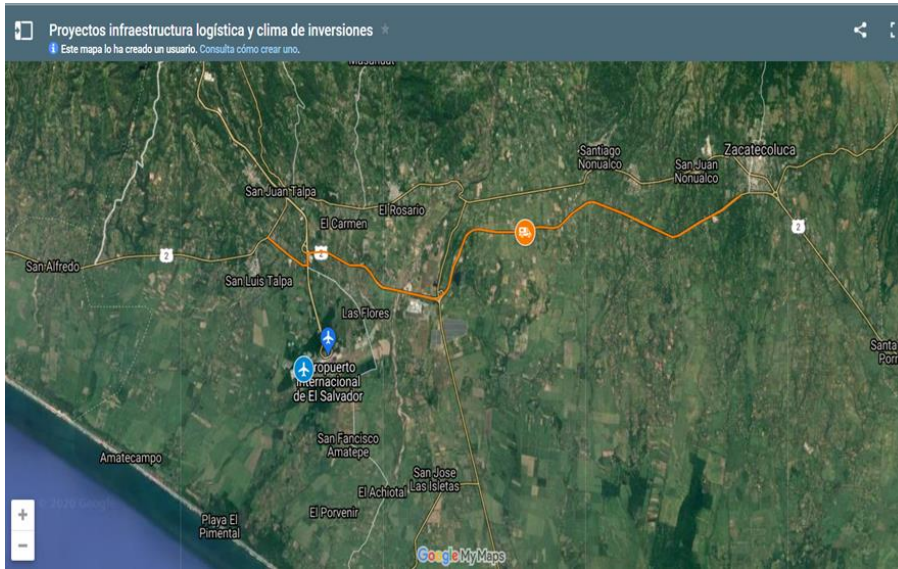 Proyectos infraestructura logística y clima de inversiones
Este mapa lo ha creado un usuario. Consulta cómo crear uno.
Zacatecoluca
Santiago
Nonualco
San Juan
Nonualco
San Juan Talpa
El Rosario
El Carmen
2
2
2
San Alfredo
San Luis Talpa
Las Flores
Santa
Aeropuerto
Internacional
de El Salvador
San Fancisco
Amatepe
Amatecampo
San Jose
Las Isletas
El Achiotal
El Porvenir
Playa El
Pimental
+
−
Google My Maps